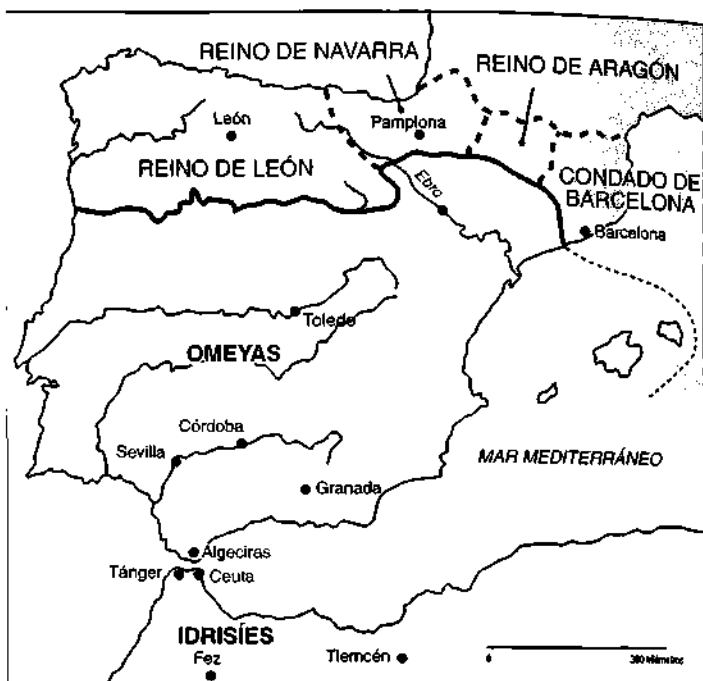 REINO DE NAVARRA
REINO DE ARAGÓN
León
Pamplona
REINO DE LEÓN
CONDADO DE
BARCELONA
Ebro
Barcelona
Toledo
OMEYAS
Córdoba
Sevilla
MAR MEDITERRÁNEO
Granada
Algeciras
Tánger
Ceuta
IDRISÍES
Fez
Tlemcén